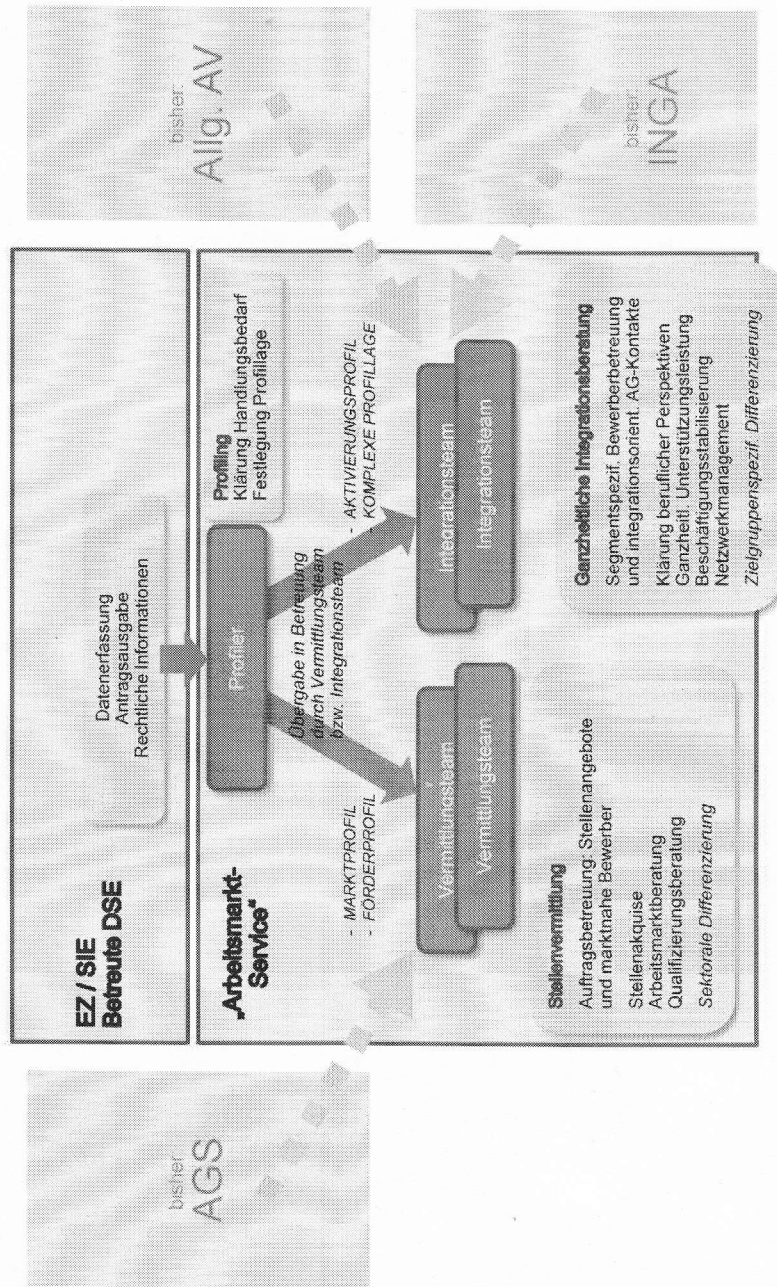 EZ / SIE
Betreute DSE
Datenerfassung
Antragsausgabe
Rechtliche Informationen
bisher:
AGS
bisher:
Allg. AV
bisher:
INGA
„Arbeitsmarkt-
Service“
Profiler
Profiling
Klärung Handlungsbedarf
Festlegung Profillage
Übergabe in Betreuung
durch Vermittlungsteam
bzw. Integrationsteam
- MARKTPROFIL
- FÖRDERPROFIL
- AKTIVIERUNGSPROFIL
- KOMPLEXE PROFILLAGE
Vermittlungsteam
Vermittlungsteam
Integrationsteam
Integrationsteam
Stellenvermittlung
Auftragsbetreuung: Stellenangebote
und marktnahe Bewerber
Stellenakquise
Arbeitsmarktberatung
Qualifizierungsberatung
Sektorale Differenzierung
Ganzheitliche Integrationsberatung
Segmentspezif. Bewerberbetreuung
und integrationsorient. AG-Kontakte
Klärung beruflicher Perspektiven
Ganzheitl. Unterstützungsleistung
Beschäftigungsstabilisierung
Netzwerkmanagement
Zielgruppenspezif. Differenzierung